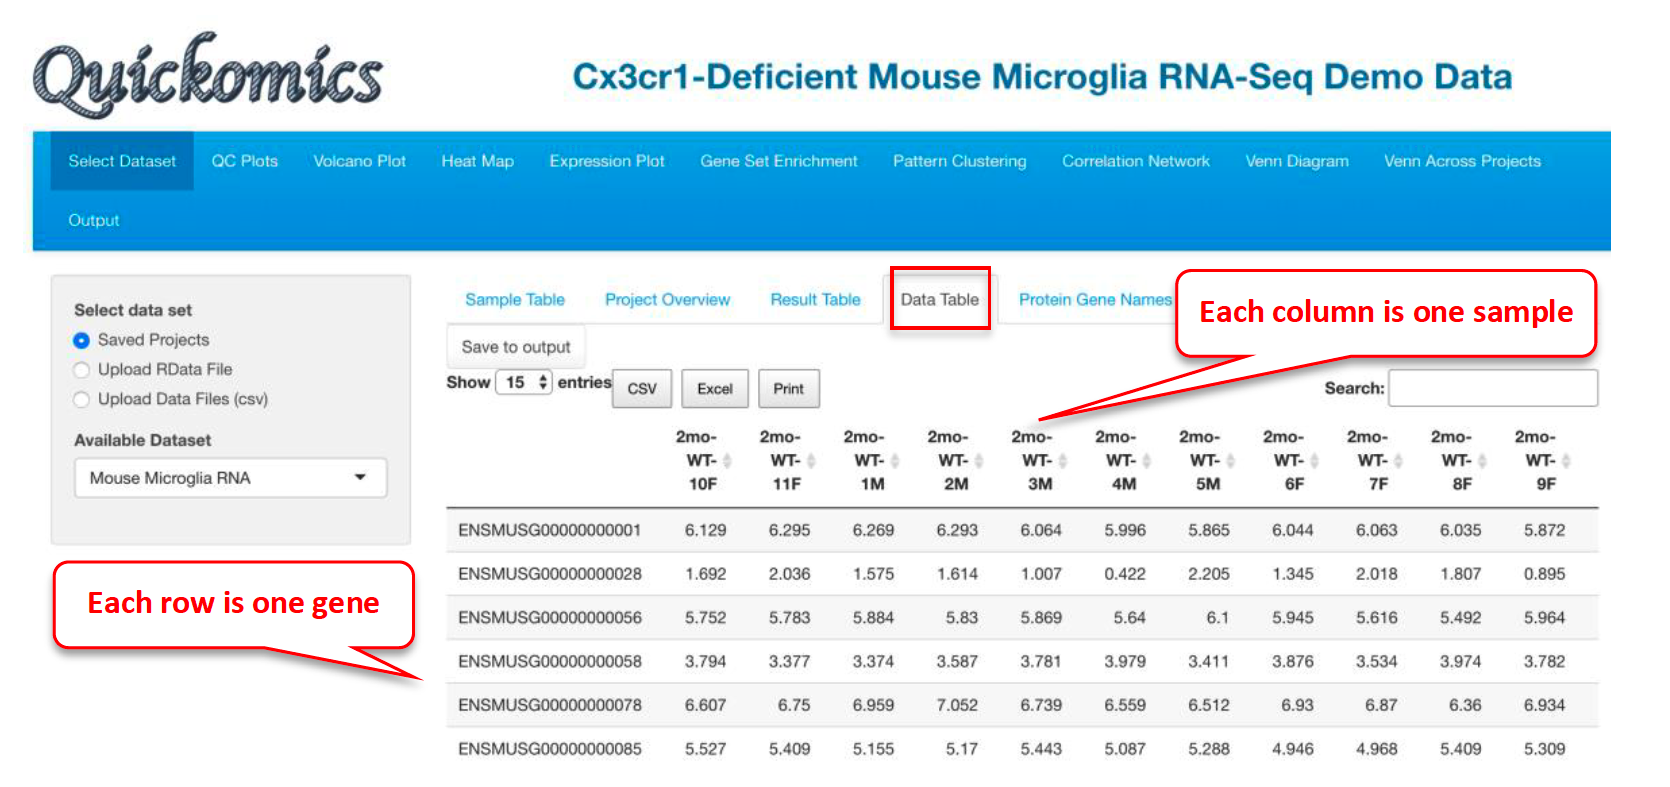 Quickomics
Cx3cr1-Deficient Mouse Microglia RNA-Seq Demo Data
Select Dataset QC Plots Volcano Plot Heat Map Expression Plot Gene Set Enrichment Pattern Clustering Correlation Network Venn Diagram Venn Across Projects
Output
Select data set
Saved Projects
Upload RData File
Upload Data Files (csv)
Available Dataset
Mouse Microglia RNA
Each row is one gene
Sample Table Project Overview Result Table Data Table Protein Gene Names
Each column is one sample
Save to output
Show 15 entries CSV Excel Print Search:
2mo- 2mo- 2mo- 2mo- 2mo- 2mo- 2mo- 2mo- 2mo- 2mo- 2mo-
WT- WT- WT- WT- WT- WT- WT- WT- WT- WT- WT-
10F 11F 1M 2M 3M 4M 5M 6F 7F 8F 9F
ENSMUSG00000000001 6.129 6.295 6.269 6.293 6.064 5.996 5.865 6.044 6.063 6.035 5.872
ENSMUSG00000000028 1.692 2.036 1.575 1.614 1.007 0.422 2.205 1.345 2.018 1.807 0.895
ENSMUSG00000000056 5.752 5.783 5.884 5.83 5.869 5.64 6.1 5.945 5.616 5.492 5.964
ENSMUSG00000000058 3.794 3.377 3.374 3.587 3.781 3.979 3.411 3.876 3.534 3.974 3.782
ENSMUSG00000000078 6.607 6.75 6.959 7.052 6.739 6.559 6.512 6.93 6.87 6.36 6.934
ENSMUSG00000000085 5.527 5.409 5.155 5.17 5.443 5.087 5.288 4.946 4.968 5.409 5.309